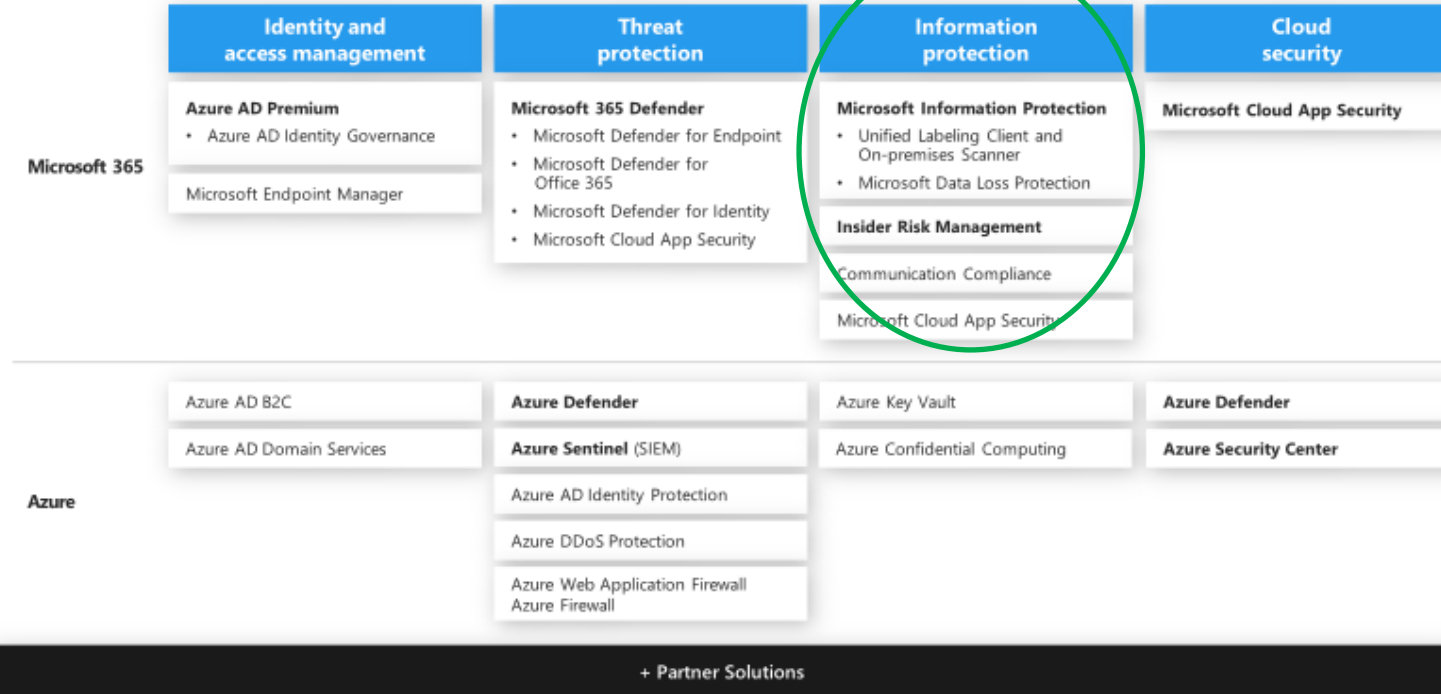 Identity and
access management
Threat
protection
Information
protection
Cloud
security
Microsoft 365
Azure AD Premium
• Azure AD Identity Governance
Microsoft Endpoint Manager
Microsoft 365 Defender
• Microsoft Defender for Endpoint
• Microsoft Defender for
Office 365
• Microsoft Defender for Identity
• Microsoft Cloud App Security
Microsoft Information Protection
• Unified Labeling Client and
On-premises Scanner
• Microsoft Data Loss Protection
Insider Risk Management
Communication Compliance
Microsoft Cloud App Security
Microsoft Cloud App Security
Azure
Azure AD B2C
Azure AD Domain Services
Azure Defender
Azure Sentinel (SIEM)
Azure AD Identity Protection
Azure DDoS Protection
Azure Web Application Firewall
Azure Firewall
Azure Key Vault
Azure Confidential Computing
Azure Defender
Azure Security Center
+ Partner Solutions